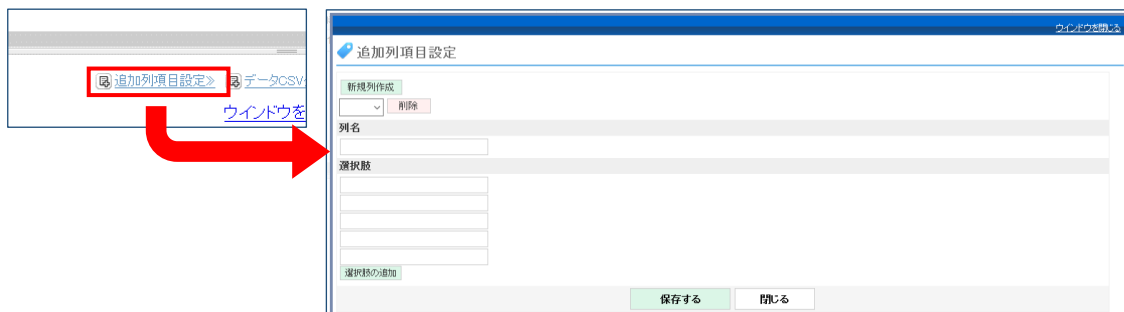 追加列項目設定≫ データCSV
ウインドウを
ウインドウを閉じる
追加列項目設定
新規列作成
削除
列名
選択肢
選択肢の追加
保存する 閉じる